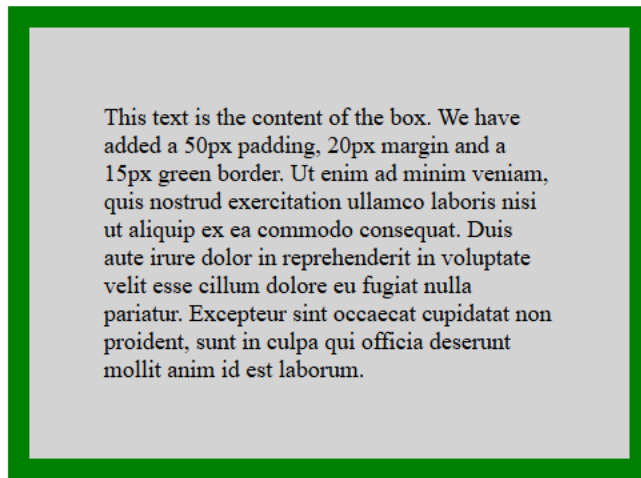 This text is the content of the box. We have
added a 50px padding, 20px margin and a
15px green border. Ut enim ad minim veniam,
quis nostrud exercitation ullamco laboris nisi
ut aliquip ex ea commodo consequat. Duis
aute irure dolor in reprehenderit in voluptate
velit esse cillum dolore eu fugiat nulla
pariatur. Excepteur sint occaecat cupidatat non
proident, sunt in culpa qui officia deserunt
mollit anim id est laborum.